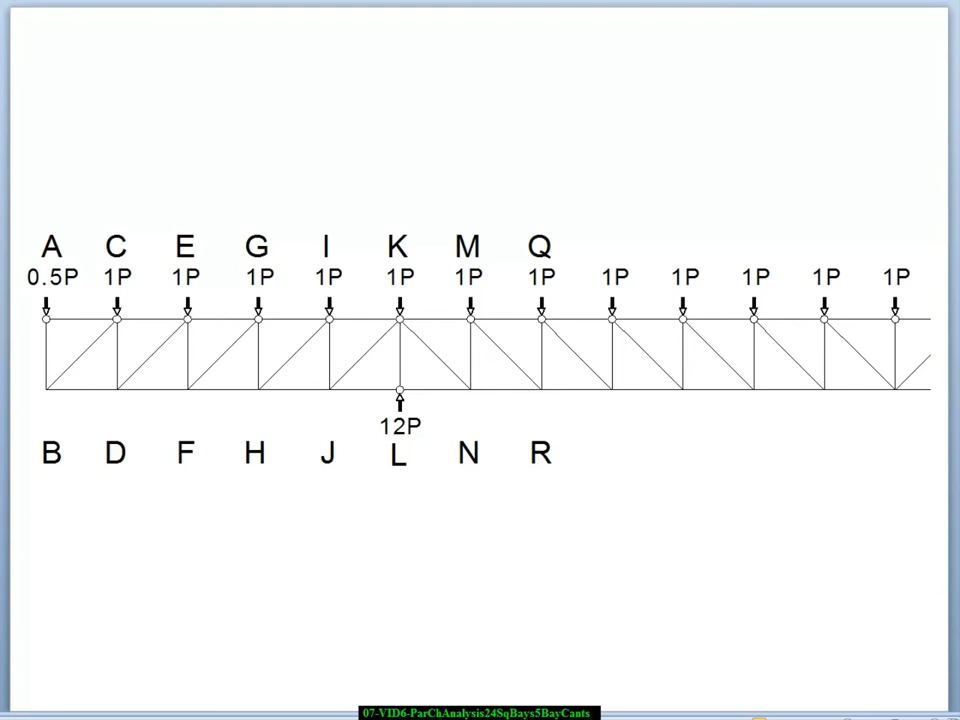 A C E G I K M Q
0.5P 1P 1P 1P 1P 1P 1P 1P 1P 1P 1P 1P 1P
12P
B D F H J L N R
07-VID6-ParChAnalysis24SqBays5BayCants